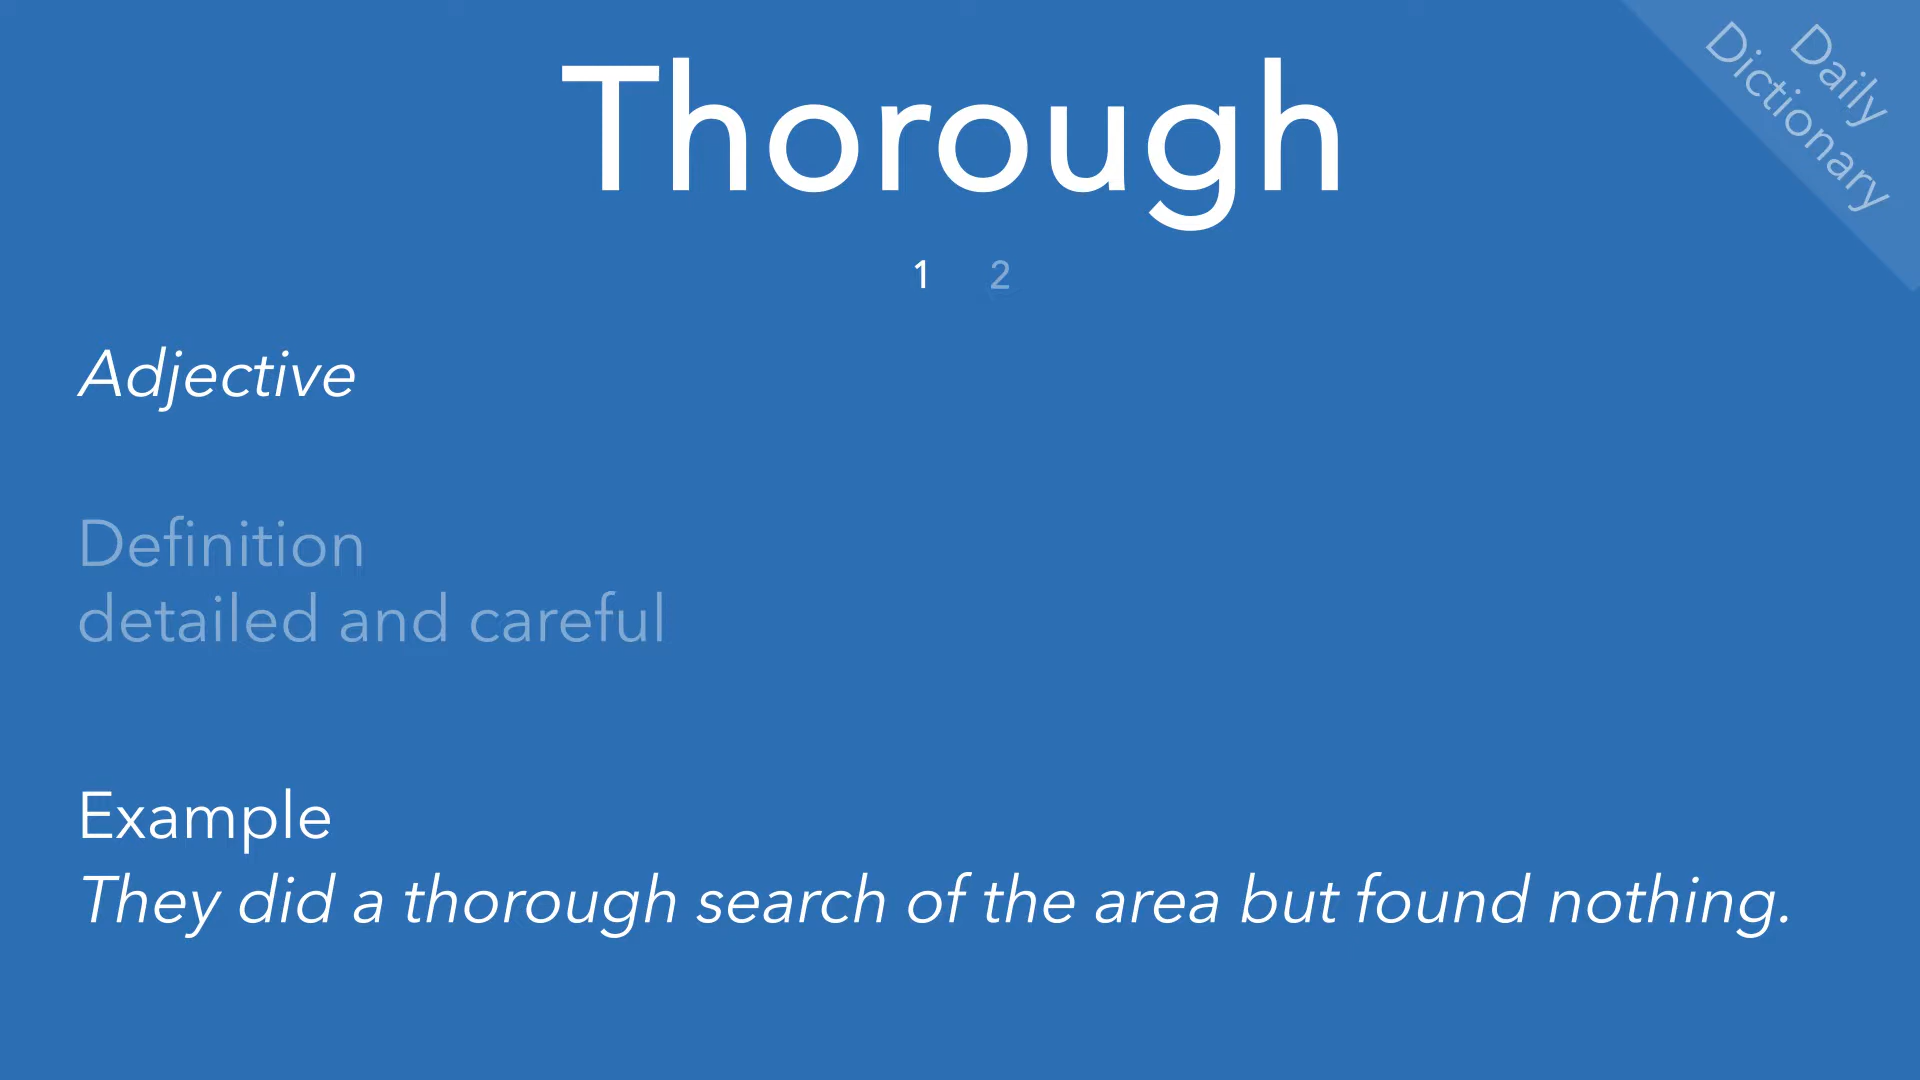 Thorough
Daily
Dictionary
1 2
Adjective
Definition
detailed and careful
Example
They did a thorough search of the area but found nothing.